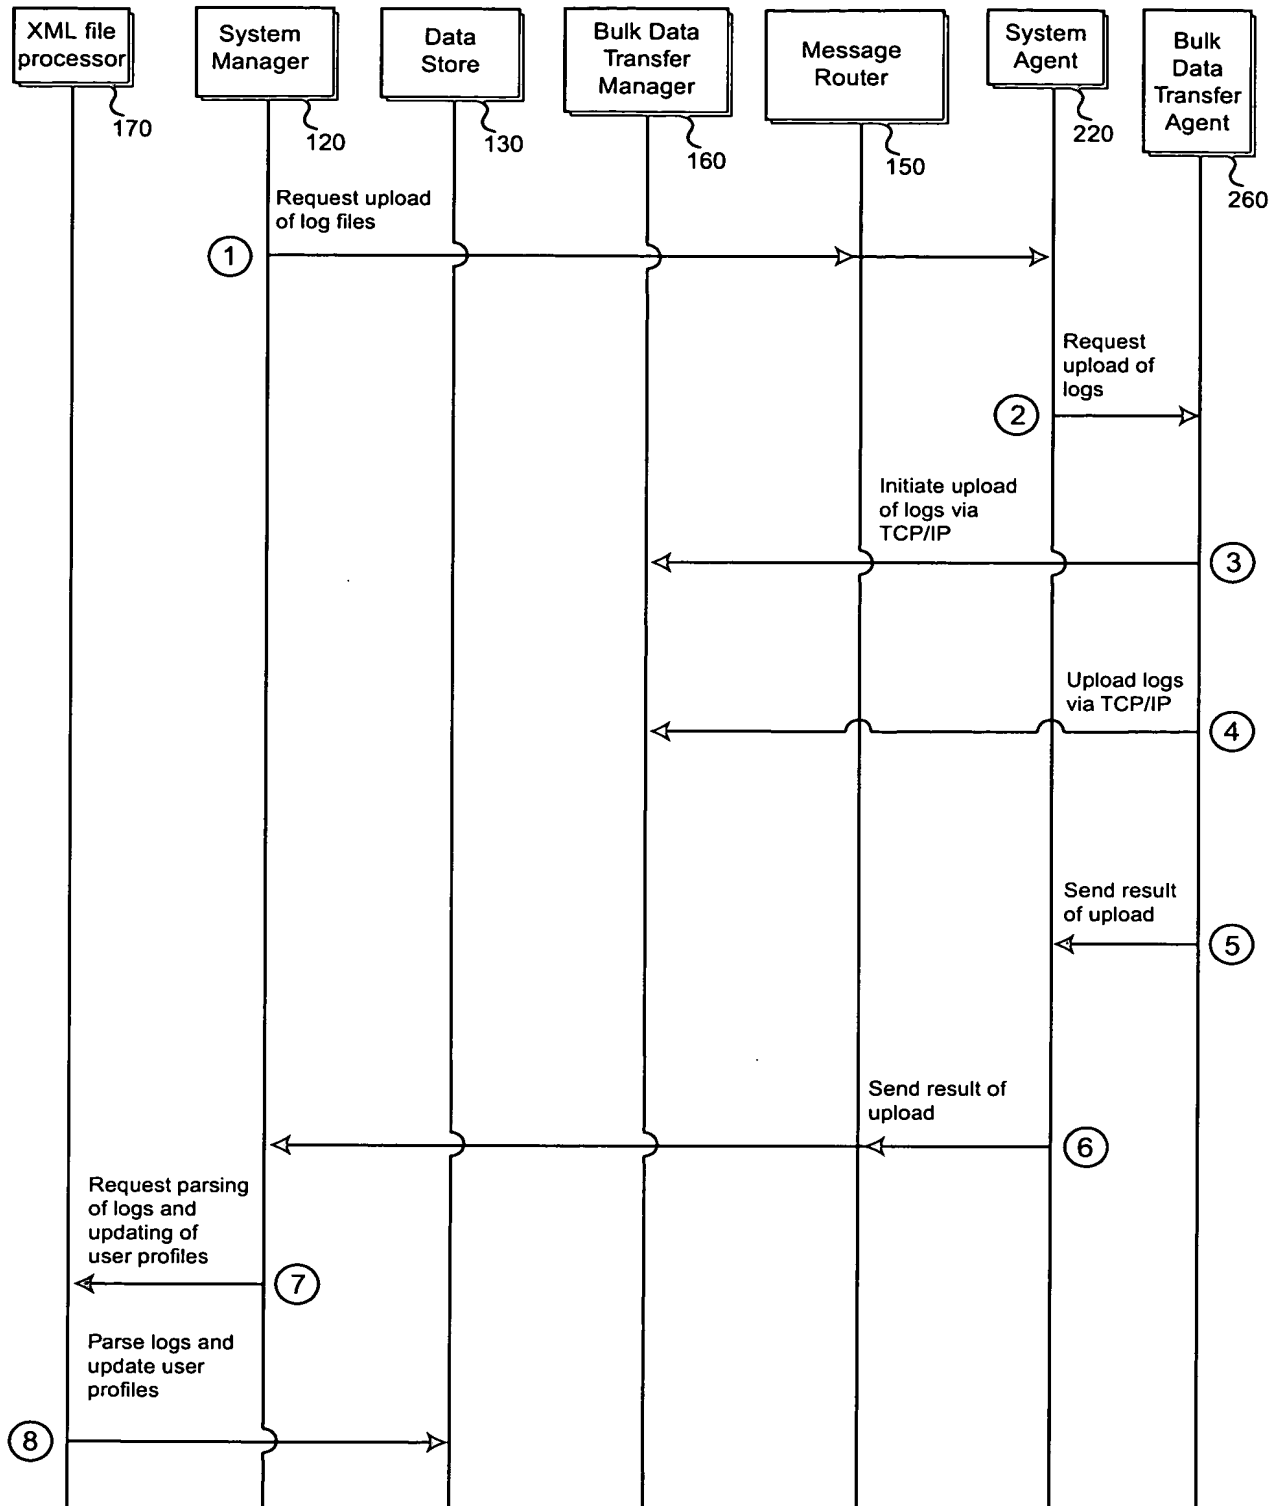 XML file
processor
System
Manager
Data
Store
Bulk Data
Transfer
Manager
Message
Router
System
Agent
Bulk
Data
Transfer
Agent
170
120
130
160
150
220
260
Request upload
of log files
1
Request
upload of
logs
2
Initiate upload
of logs via
TCP/IP
3
Upload logs
via TCP/IP
4
Send result
of upload
5
Send result of
upload
6
Request parsing
of logs and
updating of
user profiles
7
Parse logs and
update user
profiles
8